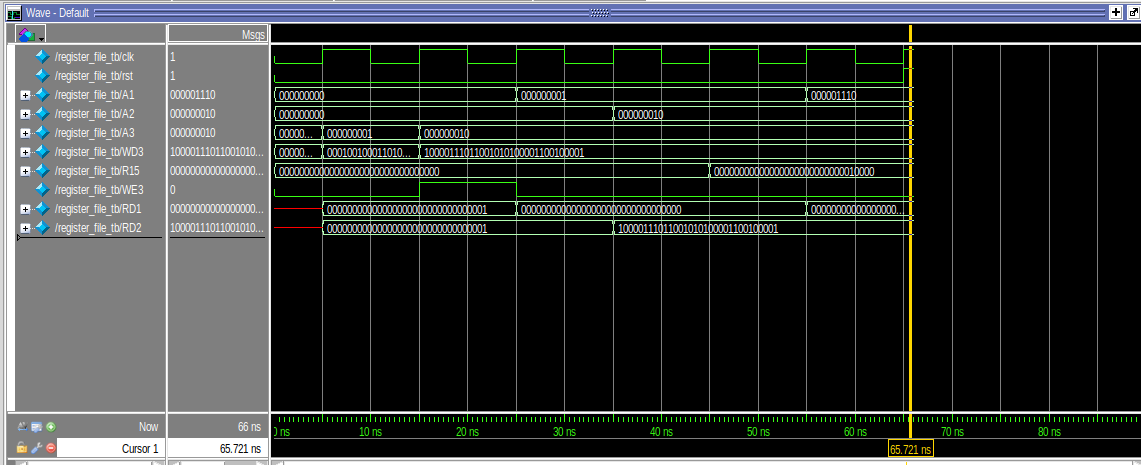 Wave - Default
Msgs
/register_file_tb/clk 1
/register_file_tb/rst 1
/register_file_tb/A1 000001110 000000000 000000001 000001110
/register_file_tb/A2 000000010 000000000 000000010
/register_file_tb/A3 000000010 00000... 000000001 000000010
/register_file_tb/WD3 10000111011001010... 00000... 000100100011010... 10000111011001010100001100100001
/register_file_tb/R15 00000000000000000... 00000000000000000000000000000000 00000000000000000000000000010000
/register_file_tb/WE3 0
/register_file_tb/RD1 00000000000000000... 00000000000000000000000000000001 00000000000000000000000000000000 00000000000000000...
/register_file_tb/RD2 10000111011001010... 00000000000000000000000000000001 10000111011001010100001100100001
Now 66 ns 10 ns 20 ns 30 ns 40 ns 50 ns 60 ns 70 ns 80 ns
Cursor 1 65.721 ns 65.721 ns